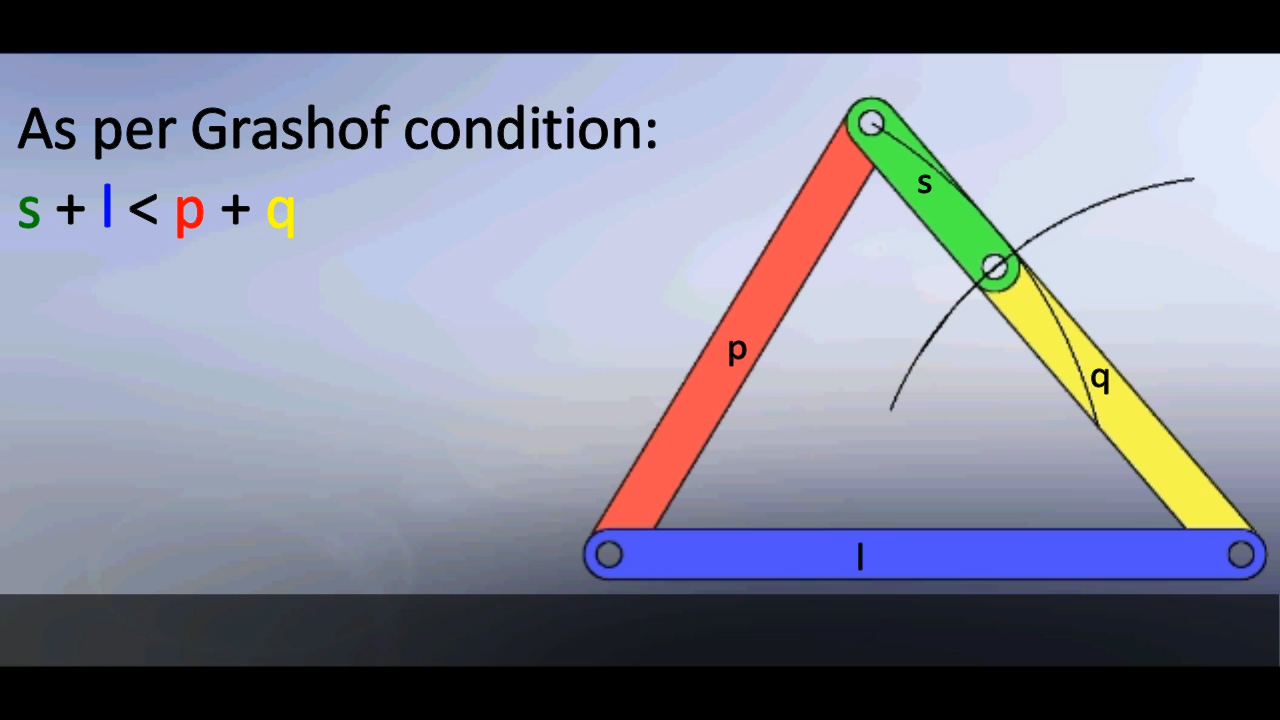 As per Grashof condition:
s + l < p + q
s
p
q
l